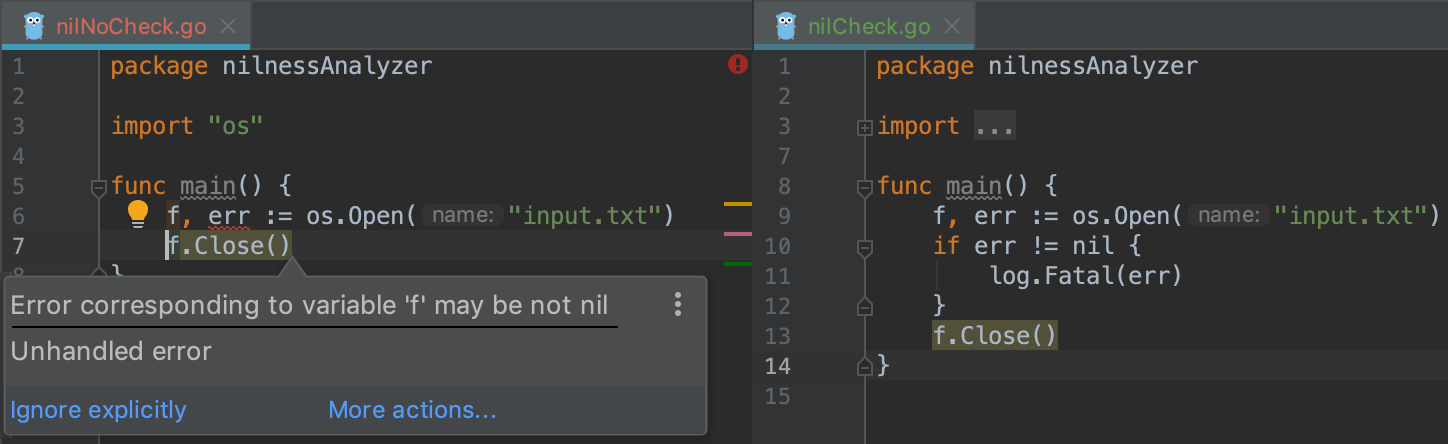 nilNoCheck.go
1 package nilnessAnalyzer
2
3 import "os"
4
5 func main() {
6 f, err := os.Open( name: "input.txt")
7 f.Close()
8 }
Error corresponding to variable 'f' may be not nil
Unhandled error
Ignore explicitly More actions...
nilCheck.go
1 package nilnessAnalyzer
2
3 import ...
7
8 func main() {
9 f, err := os.Open( name: "input.txt")
10 if err != nil {
11 log.Fatal(err)
12 }
13 f.Close()
14 }
15